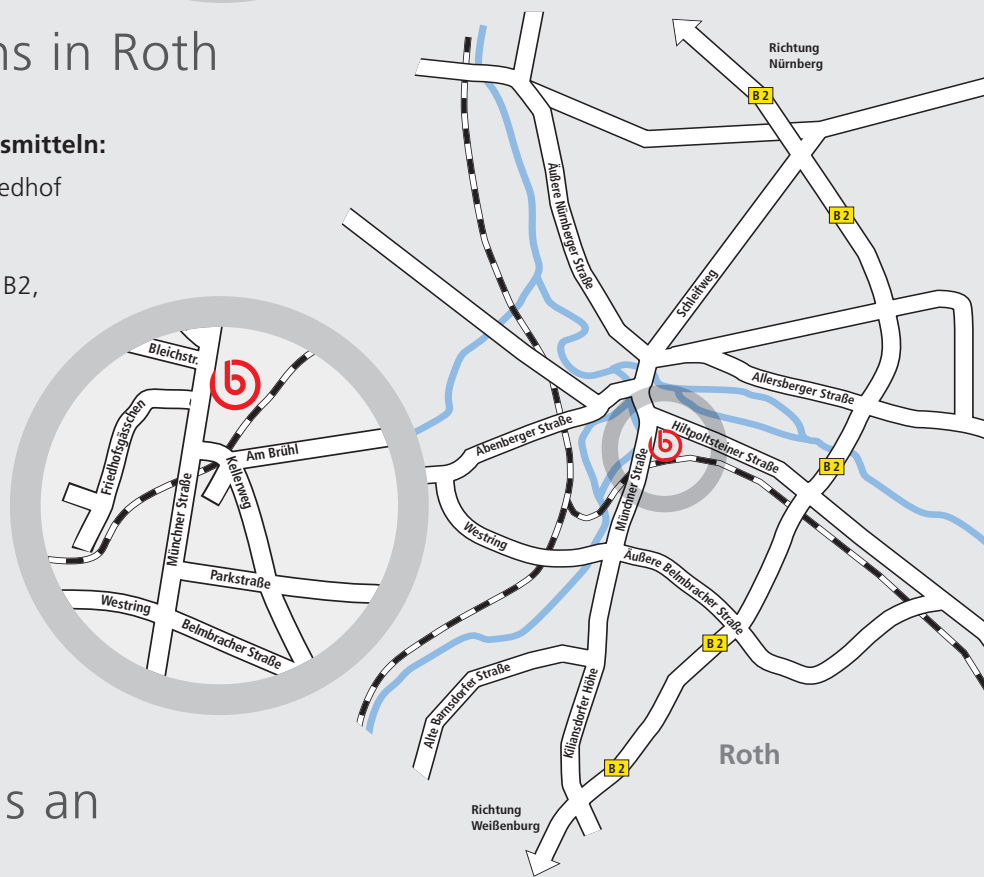 ns in Roth
smitteln:
edhof
B2,
s an
Richtung
Nürnberg
B 2
B 2
Äußere Nürnberger Straße
Schleifweg
Allersberger Straße
Abenberger Straße
Hiltpoltsteiner Straße
b
Münchner Straße
B 2
Westring
Äußere Belmbracher Straße
B 2
Alte Barnsdorfer Straße
Kiliansdorfer Höhe
Roth
B 2
Richtung
Weißenburg
Bleichstr.
b
Friedhofsgässchen
Am Brühl
Kellerweg
Münchner Straße
Parkstraße
Westring
Belmbracher Straße